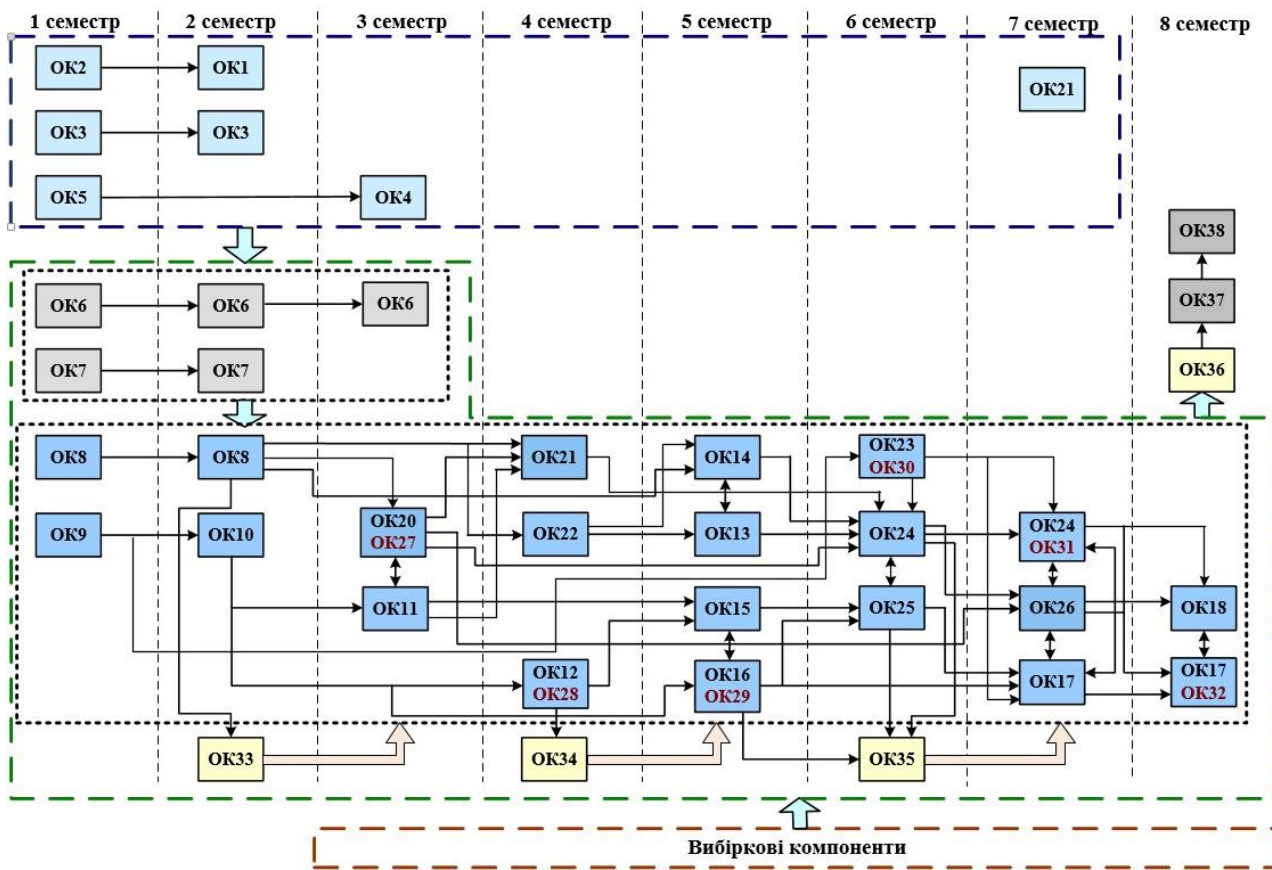 1 семестр 2 семестр 3 семестр 4 семестр 5 семестр 6 семестр 7 семестр 8 семестр
ОК2 ОК1
ОК21
ОК3 ОК3
ОК5 ОК4
ОК38
ОК6 ОК6 ОК6 ОК37
ОК7 ОК7 ОК36
ОК8 ОК8 ОК21 ОК14 ОК23
ОК30
ОК9 ОК10 ОК20 ОК22 ОК13 ОК24 ОК24
ОК27 ОК31
ОК11 ОК15 ОК25 ОК26 ОК18
ОК12 ОК16 ОК17 ОК17
ОК28 ОК29 ОК32
ОК33 ОК34 ОК35
Вибіркові компоненти